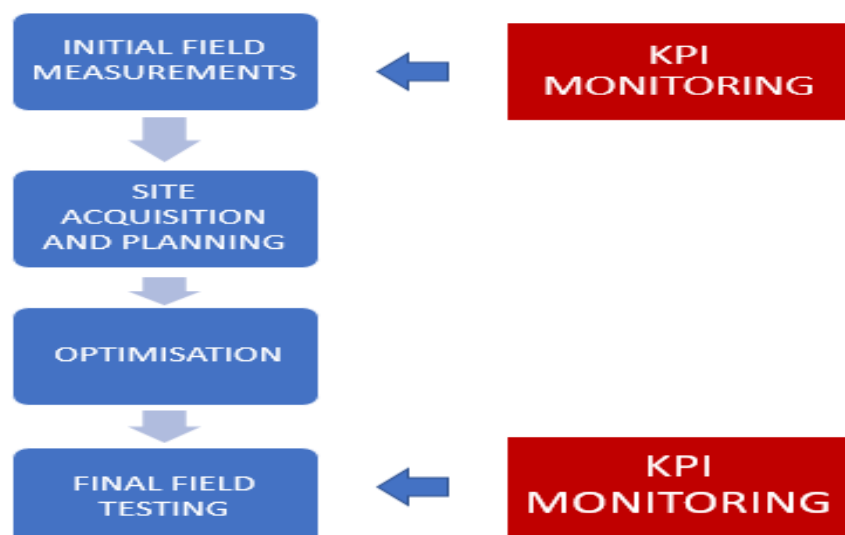 INITIAL FIELD
MEASUREMENTS
KPI
MONITORING
SITE
ACQUISITION
AND PLANNING
OPTIMISATION
FINAL FIELD
TESTING
KPI
MONITORING